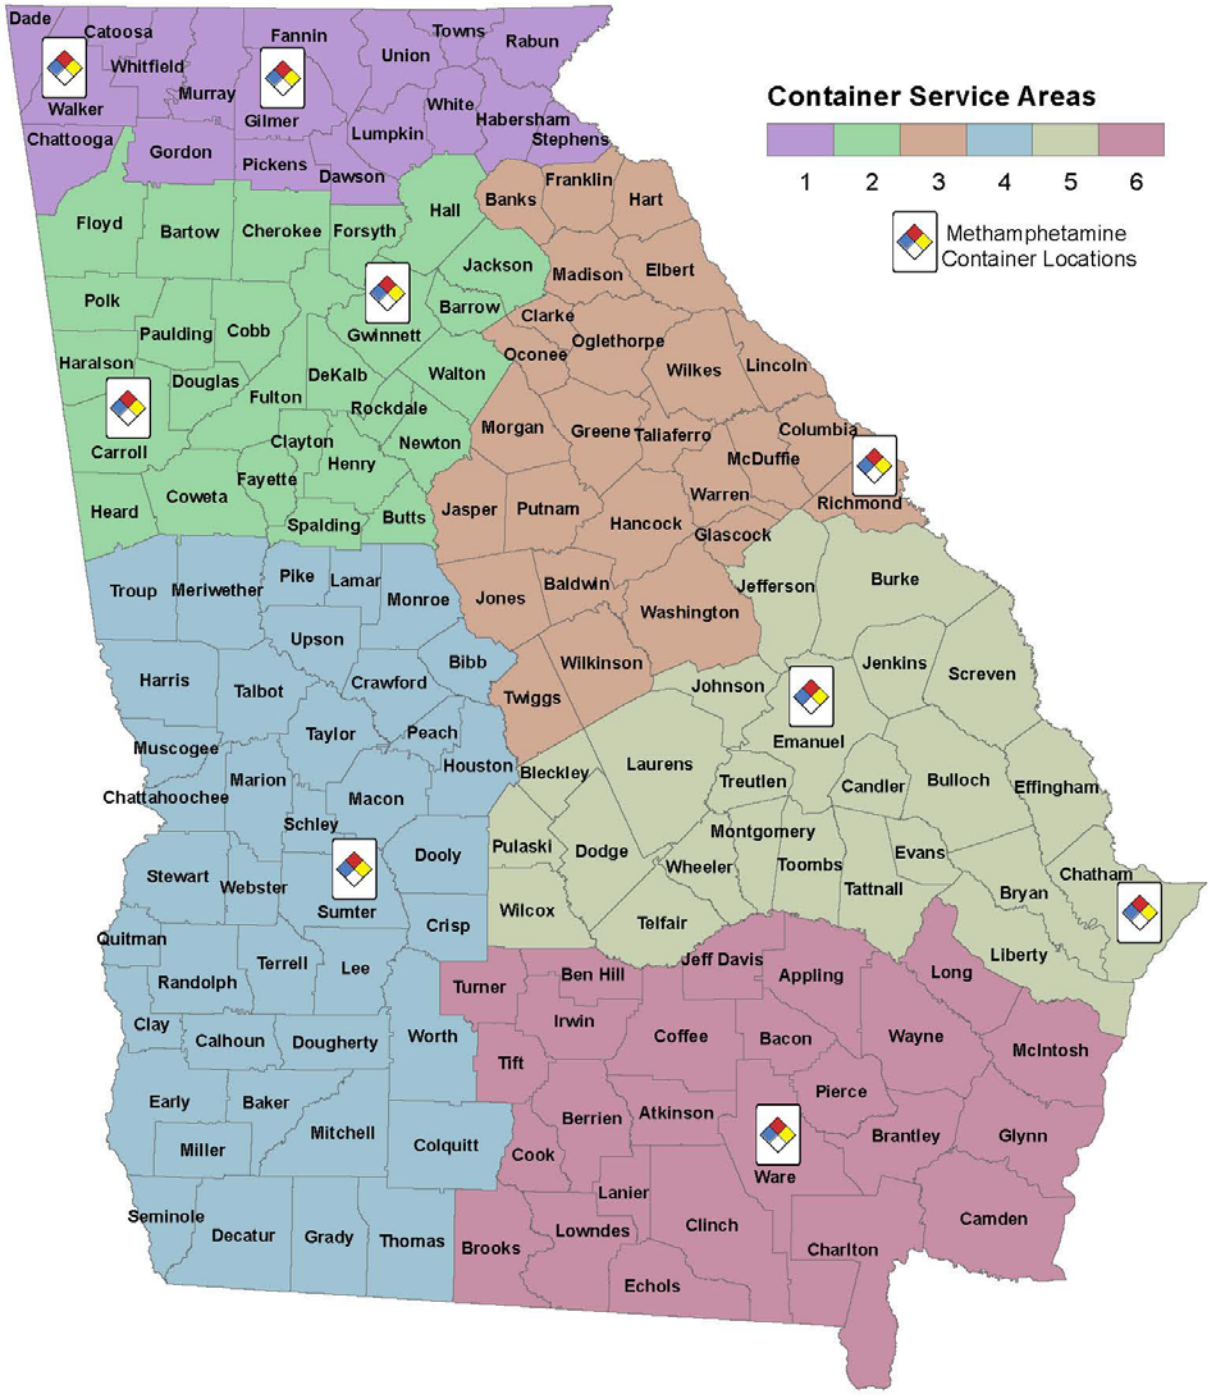 Dade
Catoosa
Fannin
Towns
Union
Rabun
Whitfield
Murray
Walker
Gilmer
White
Habersham
Lumpkin
Stephens
Chattooga
Gordon
Pickens
Dawson
Container Service Areas
1 2 3 4 5 6
Methamphetamine
Container Locations
Franklin
Banks
Hart
Hall
Floyd
Bartow
Cherokee
Forsyth
Jackson
Madison
Elbert
Polk
Barrow
Clarke
Paulding
Cobb
Gwinnett
Oglethorpe
Oconee
Haralson
Wilkes
Lincoln
Douglas
DeKalb
Walton
Fulton
Rockdale
Morgan
Greene
Taliaferro
Columbia
Clayton
Newton
Carroll
Henry
McDuffie
Fayette
Coweta
Warren
Richmond
Heard
Spalding
Butts
Jasper
Putnam
Hancock
Glascock
Troup
Meriwether
Pike
Lamar
Monroe
Jones
Baldwin
Jefferson
Burke
Washington
Upson
Bibb
Wilkinson
Jenkins
Screven
Harris
Talbot
Crawford
Twiggs
Johnson
Taylor
Peach
Emanuel
Muscogee
Houston
Bleckley
Laurens
Marion
Treutlen
Candler
Bulloch
Effingham
Chattahoochee
Macon
Schley
Montgomery
Pulaski
Dodge
Dooly
Wheeler
Toombs
Evans
Stewart
Webster
Tattnall
Chatham
Bryan
Sumter
Wilcox
Crisp
Telfair
Quitman
Liberty
Terrell
Lee
Jeff Davis
Randolph
Turner
Ben Hill
Appling
Long
Clay
Irwin
Calhoun
Dougherty
Worth
Coffee
Bacon
Wayne
McIntosh
Tift
Early
Baker
Pierce
Berrien
Atkinson
Miller
Mitchell
Colquitt
Brantley
Glynn
Cook
Ware
Lanier
Seminole
Decatur
Grady
Thomas
Brooks
Lowndes
Clinch
Camden
Charlton
Echols